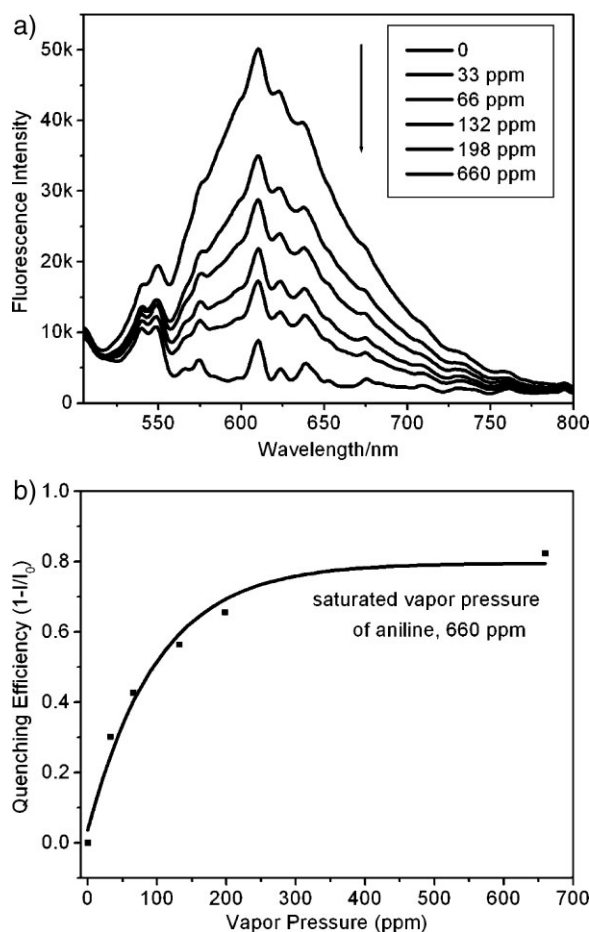 a)
50k
40k
30k
20k
10k
0
Fluorescence Intensity
0
33 ppm
66 ppm
132 ppm
198 ppm
660 ppm
550 600 650 700 750 800
Wavelength/nm
b)
1.0
0.8
0.6
0.4
0.2
0.0
Quenching Efficiency (1-I/I₀)
saturated vapor pressure
of aniline, 660 ppm
0 100 200 300 400 500 600 700
Vapor Pressure (ppm)